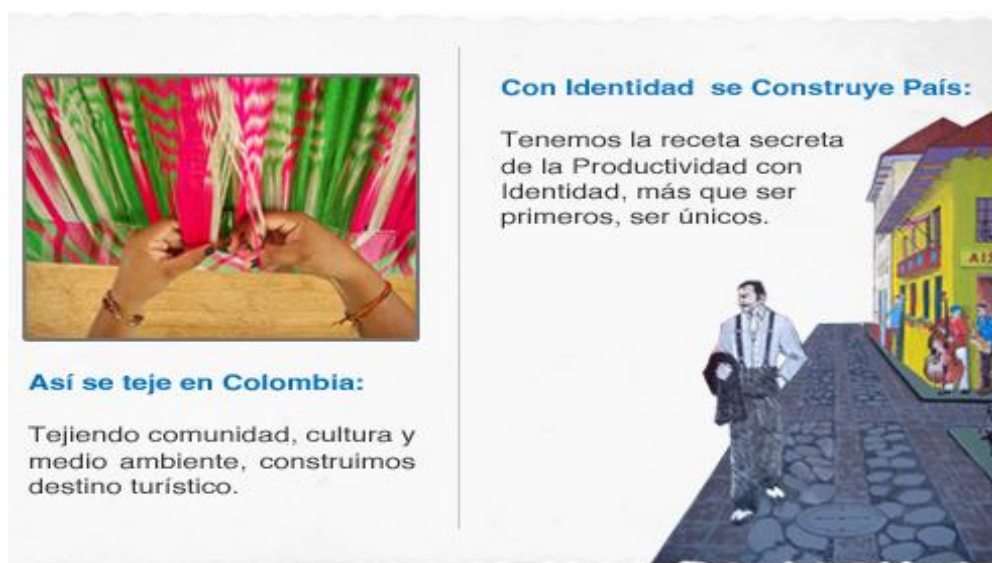 Así se teje en Colombia:
Tejiendo comunidad, cultura y
medio ambiente, construimos
destino turístico.
Con Identidad se Construye País:
Tenemos la receta secreta
de la Productividad con
Identidad, más que ser
primeros, ser únicos.